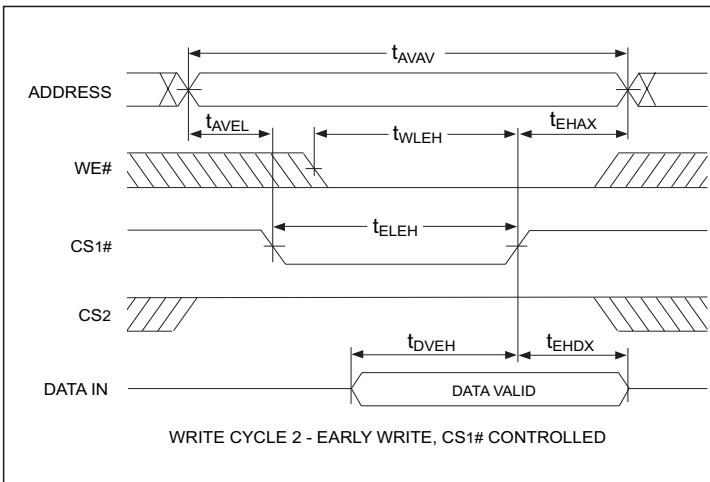 tAVAV
ADDRESS
tAVEL
tWLEH
tEHAX
WE#
tELEH
CS1#
CS2
tDVEH
tEHDX
DATA IN
DATA VALID
WRITE CYCLE 2 - EARLY WRITE, CS1# CONTROLLED